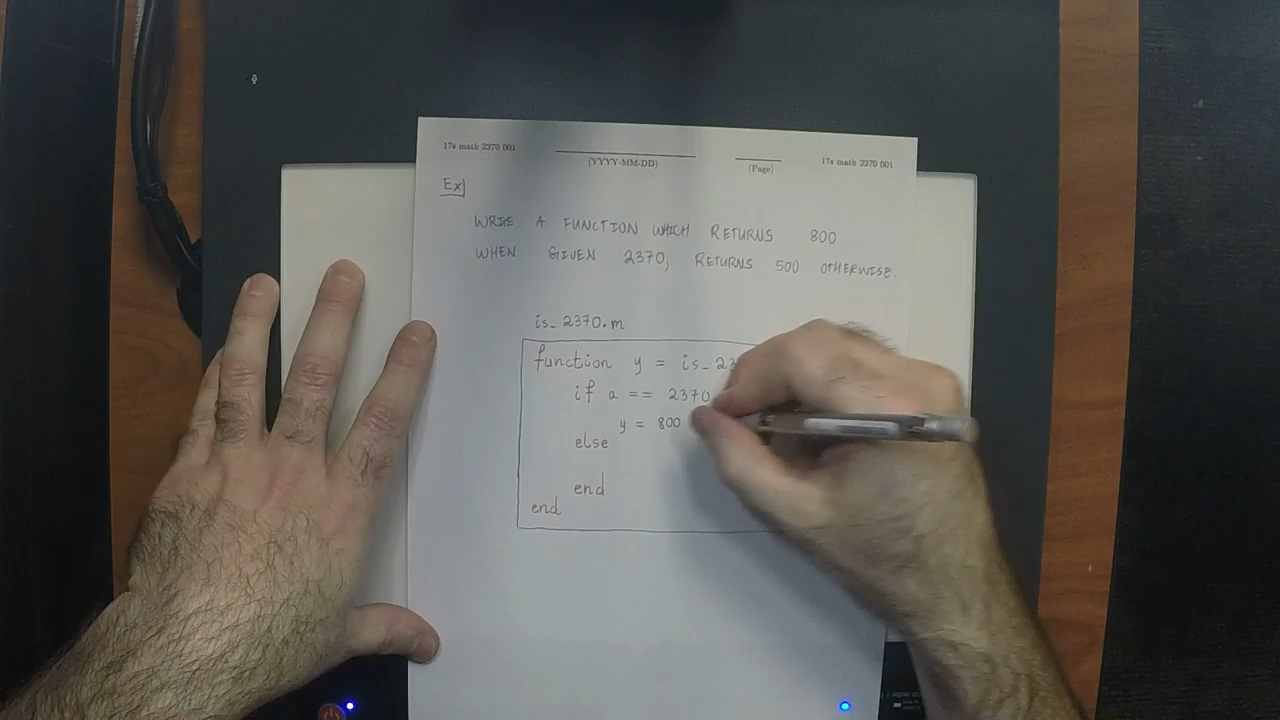 17s math 2370 001
(YYYY-MM-DD)
(Page)
17s math 2370 001
Ex
WRITE A FUNCTION WHICH RETURNS 800
WHEN GIVEN 2370, RETURNS 500 OTHERWISE.
is_2370.m
function y = is_23
if a == 2370
y = 800
else
end
end